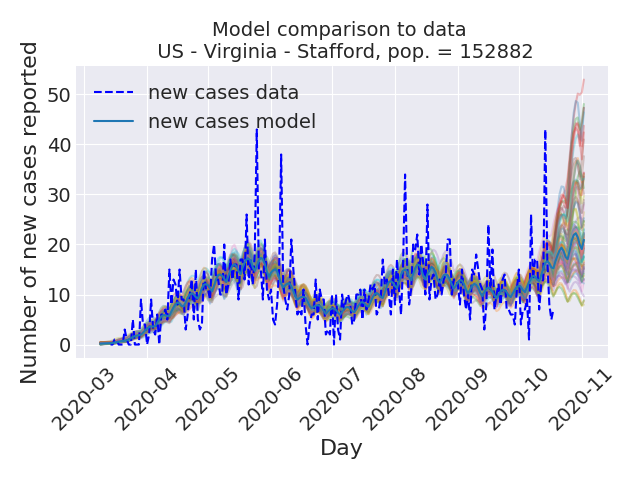 Model comparison to data
US - Virginia - Stafford, pop. = 152882
Number of new cases reported
50
40
30
20
10
0
new cases data
new cases model
2020-03
2020-04
2020-05
2020-06
2020-07
2020-08
2020-09
2020-10
2020-11
Day